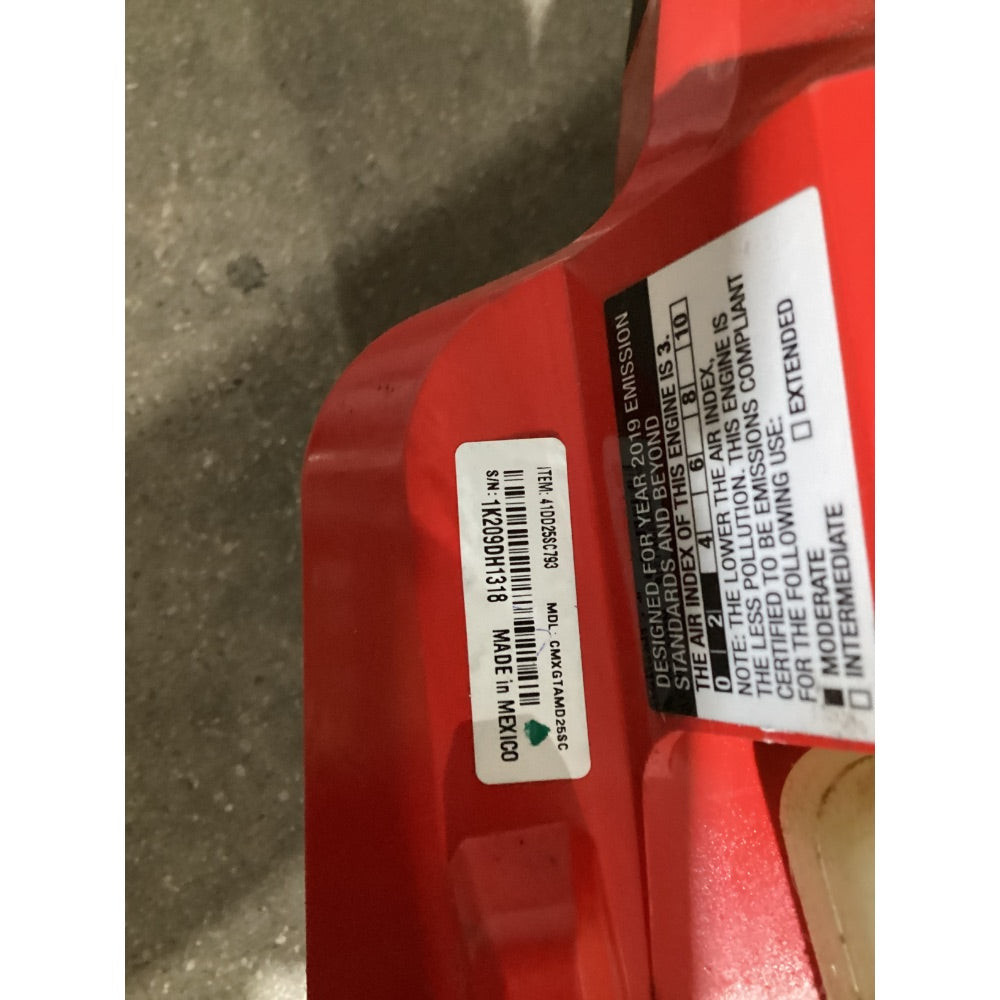 ITEM: 41DD25SC793 MDL: CMXGTAMD25SC
S/N: 1K209DH1318 MADE in MEXICO
DESIGNED FOR YEAR 2019 EMISSION
STANDARDS AND BEYOND
THE AIR INDEX OF THIS ENGINE IS 3.
0 2 4 6 8 10
NOTE: THE LOWER THE AIR INDEX,
THE LESS POLLUTION. THIS ENGINE IS
CERTIFIED TO BE EMISSIONS COMPLIANT
FOR THE FOLLOWING USE:
■ MODERATE □ EXTENDED
□ INTERMEDIATE